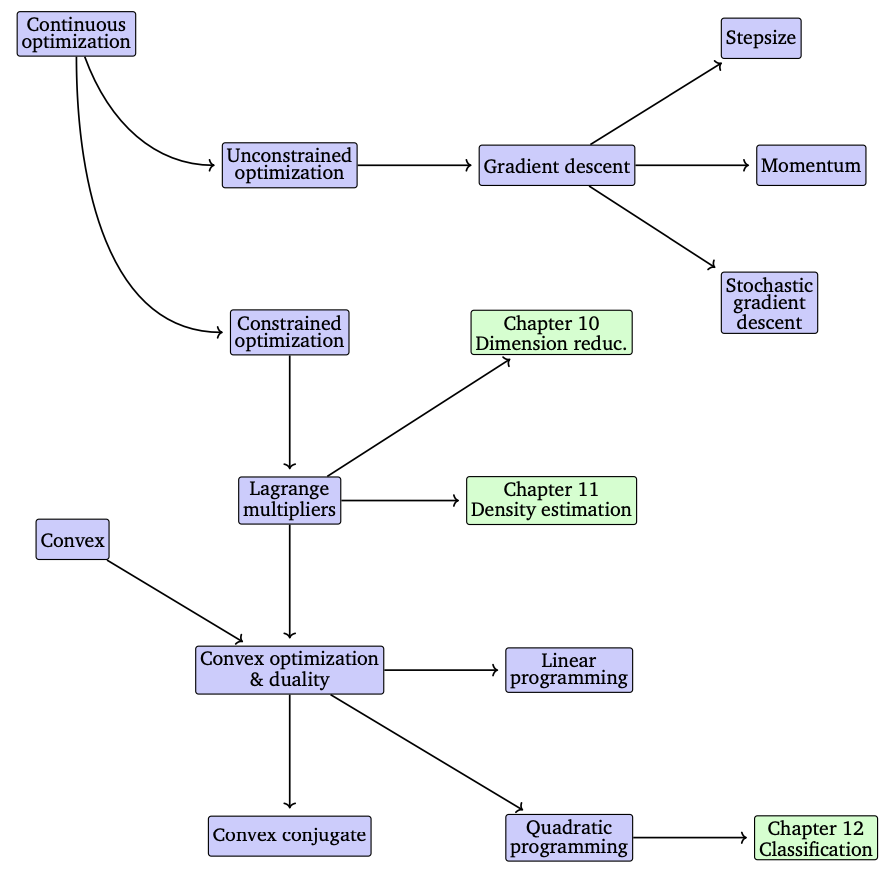 Continuous
optimization
Stepsize
Unconstrained
optimization
Gradient descent
Momentum
Stochastic
gradient
descent
Constrained
optimization
Chapter 10
Dimension reduc.
Lagrange
multipliers
Chapter 11
Density estimation
Convex
Convex optimization
& duality
Linear
programming
Convex conjugate
Quadratic
programming
Chapter 12
Classification